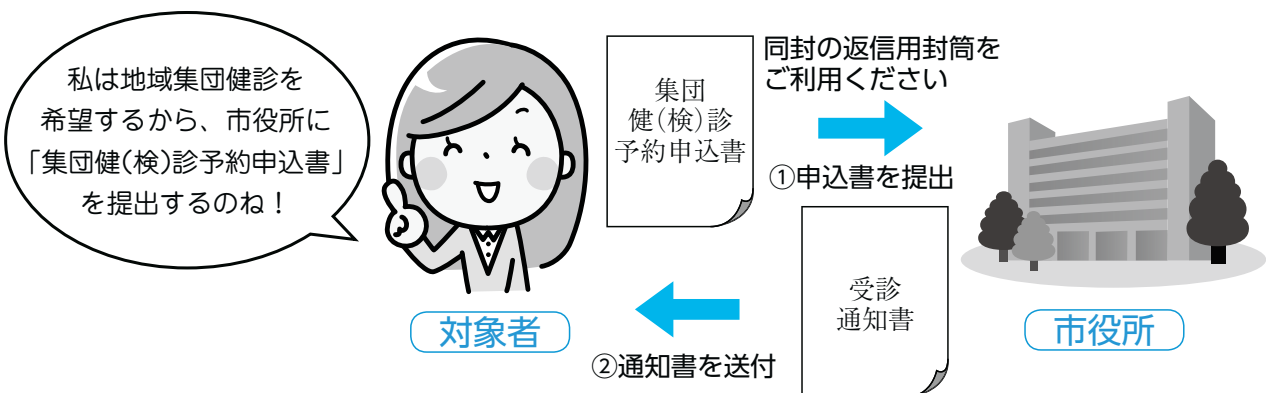 私は地域集団健診を
希望するから、市役所に
「集団健(検)診予約申込書」
を提出するのね！
集団
健(検)診
予約申込書
同封の返信用封筒を
ご利用ください
①申込書を提出
受診
通知書
②通知書を送付
対象者
市役所